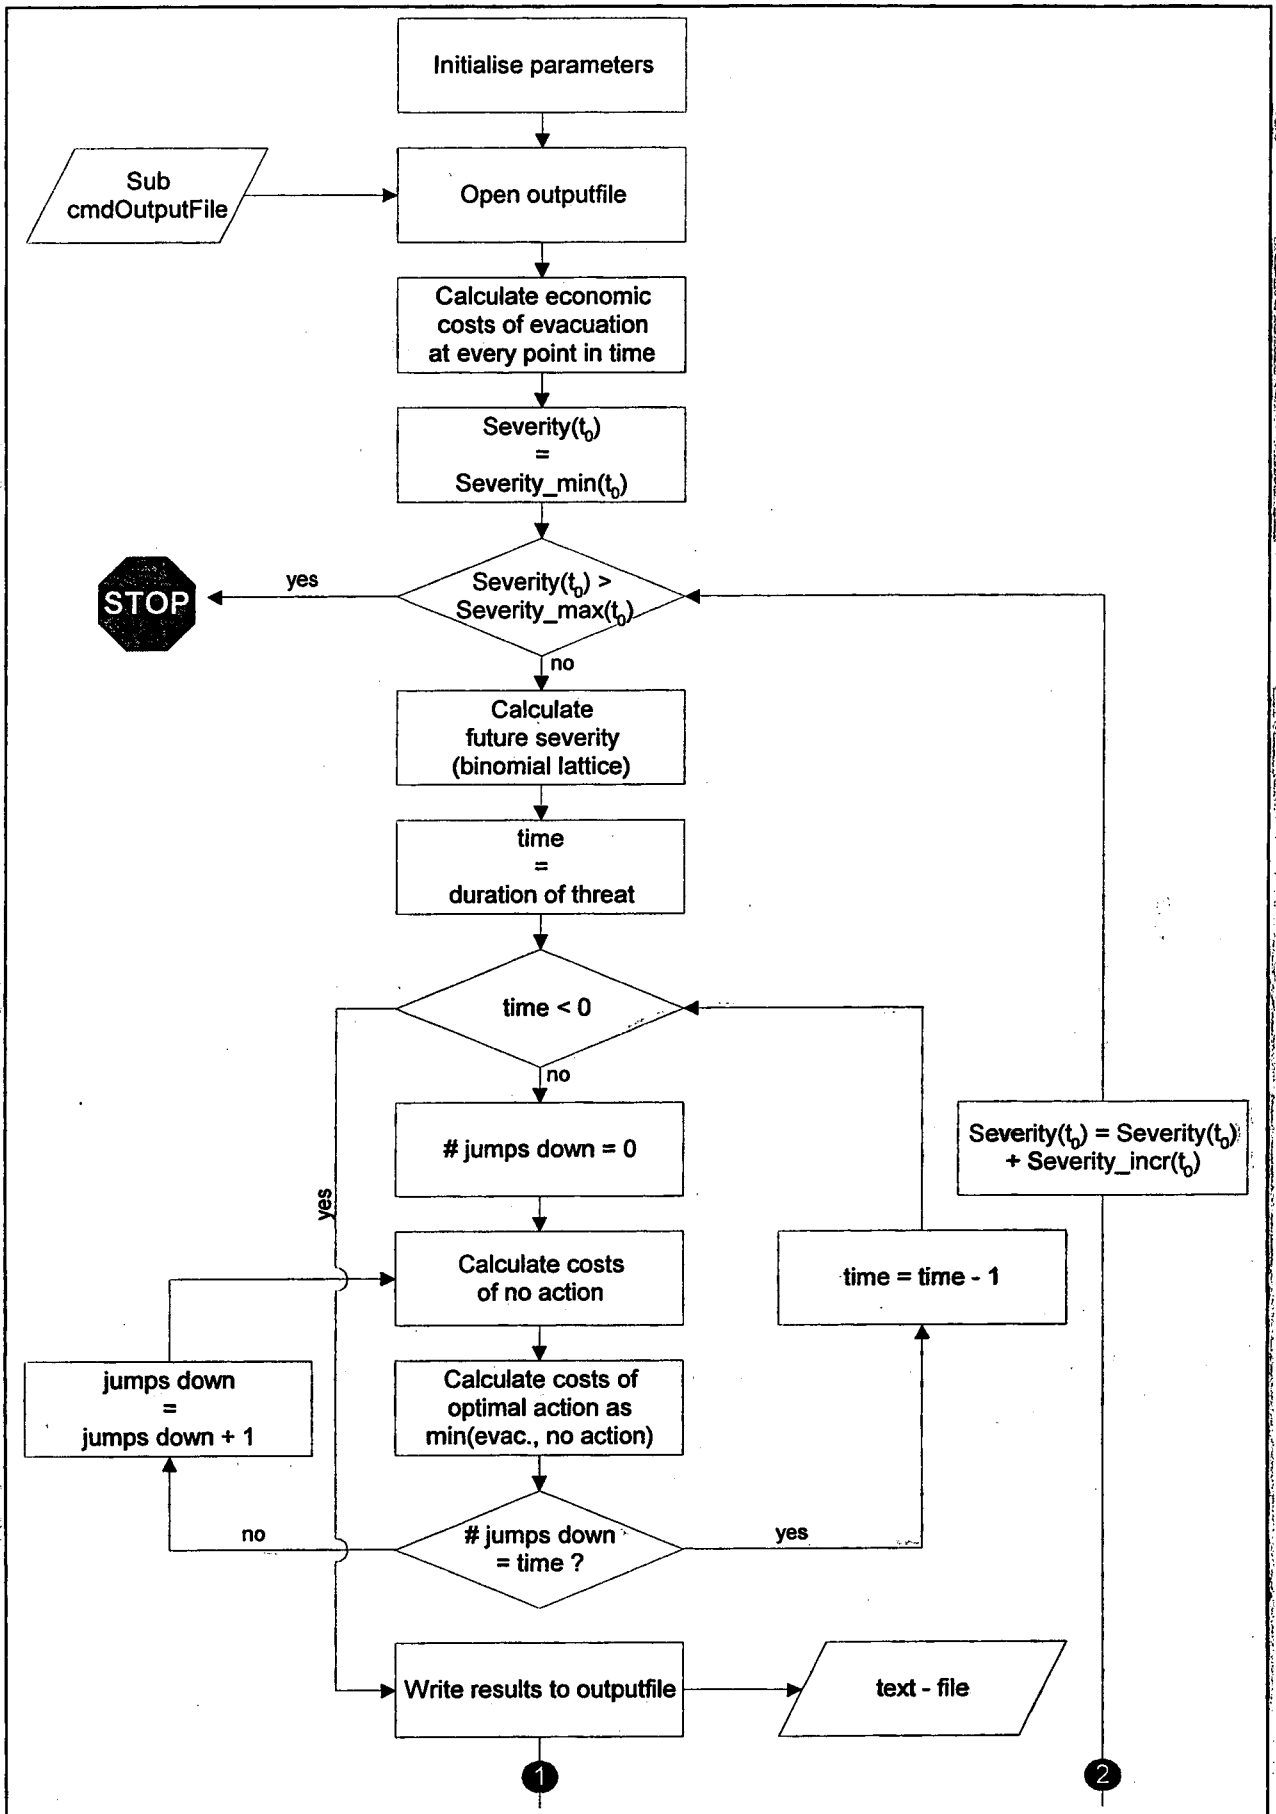 Initialise parameters
Sub
cmdOutputFile
Open outputfile
Calculate economic
costs of evacuation
at every point in time
Severity(t₀)
=
Severity_min(t₀)
STOP
yes
Severity(t₀) >
Severity_max(t₀)
no
Calculate
future severity
(binomial lattice)
time
=
duration of threat
time < 0
no
yes
# jumps down = 0
Severity(t₀) = Severity(t₀)
+ Severity_incr(t₀)
Calculate costs
of no action
time = time - 1
jumps down
=
jumps down + 1
Calculate costs of
optimal action as
min(evac., no action)
no
# jumps down
= time ?
yes
Write results to outputfile
text - file
1
2